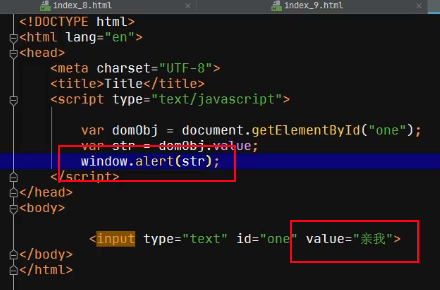 index_8.html
index_9.html
<!DOCTYPE html>
<html lang="en">
<head>
<meta charset="UTF-8">
<title>Title</title>
<script type="text/javascript">
var domObj = document.getElementById("one");
var str = domObj.value;
window.alert(str);
</script>
</head>
<body>
<input type="text" id="one" value="亲我">
</body>
</html>